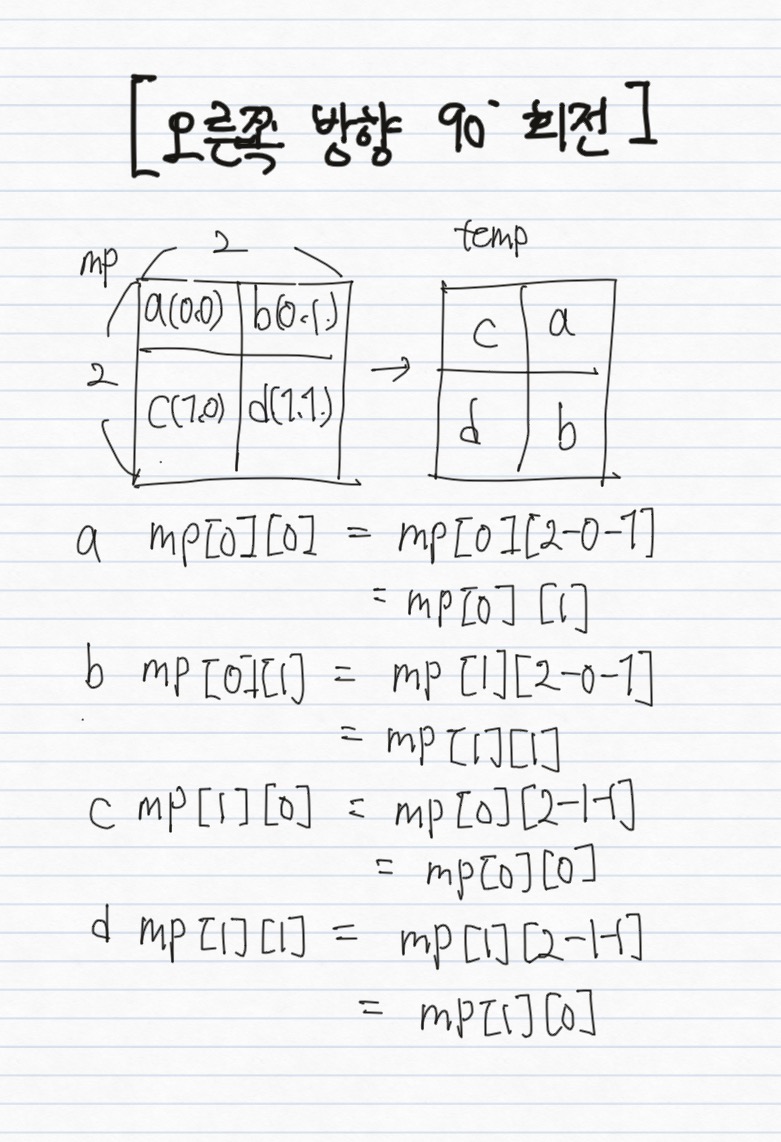 [오른쪽 방향 90° 회전]
2 temp
mp
a(0.0) b(0.1.) → c a
2
c(1.0) d(1.1.) d b
a mp[0][0] = mp[0][2-0-1]
= mp[0][1]
b mp[0][1] = mp[1][2-0-1]
= mp[1][1]
c mp[1][0] = mp[0][2-1-1]
= mp[0][0]
d mp[1][1] = mp[1][2-1-1]
= mp[1][0]